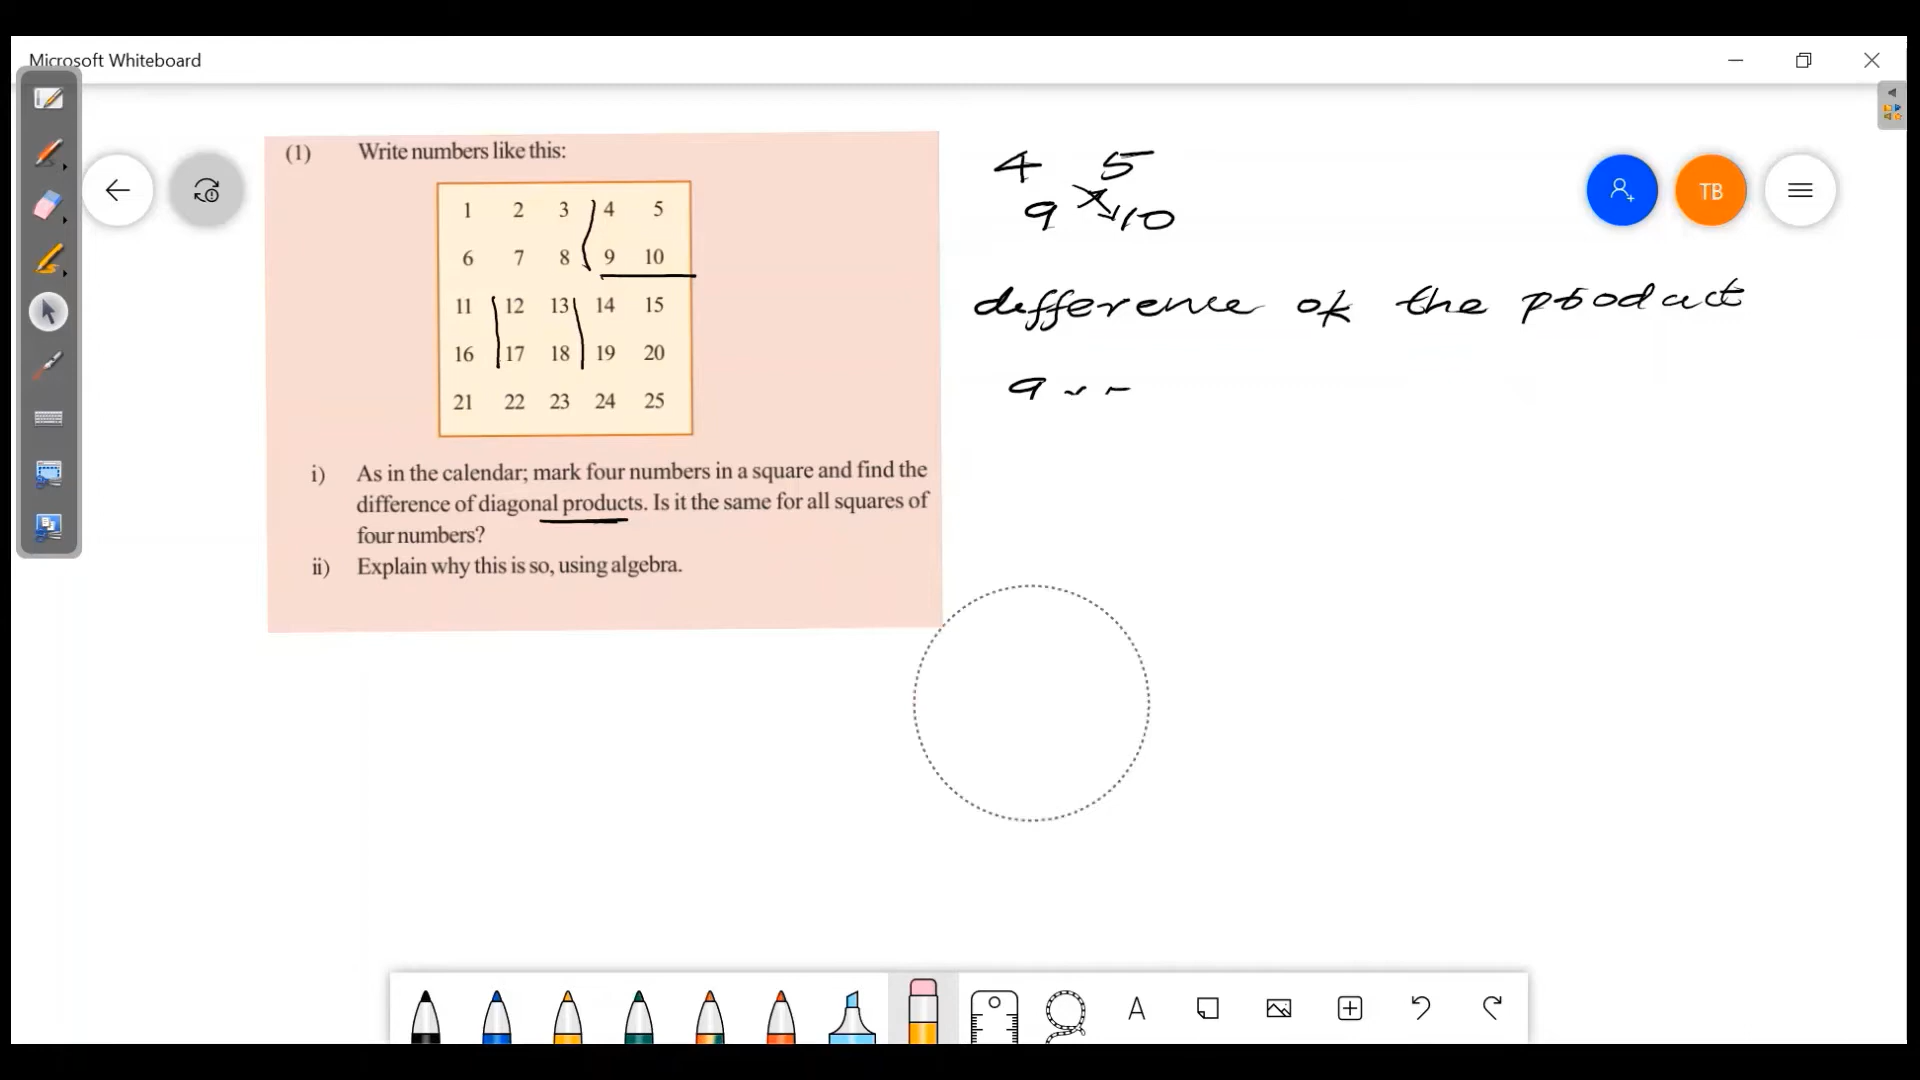 Microsoft Whiteboard
TB
(1) Write numbers like this:
1 2 3 4 5
6 7 8 9 10
11 12 13 14 15
16 17 18 19 20
21 22 23 24 25
i) As in the calendar; mark four numbers in a square and find the
difference of diagonal products. Is it the same for all squares of
four numbers?
ii) Explain why this is so, using algebra.
4 5
9 10
difference of the product
9
A